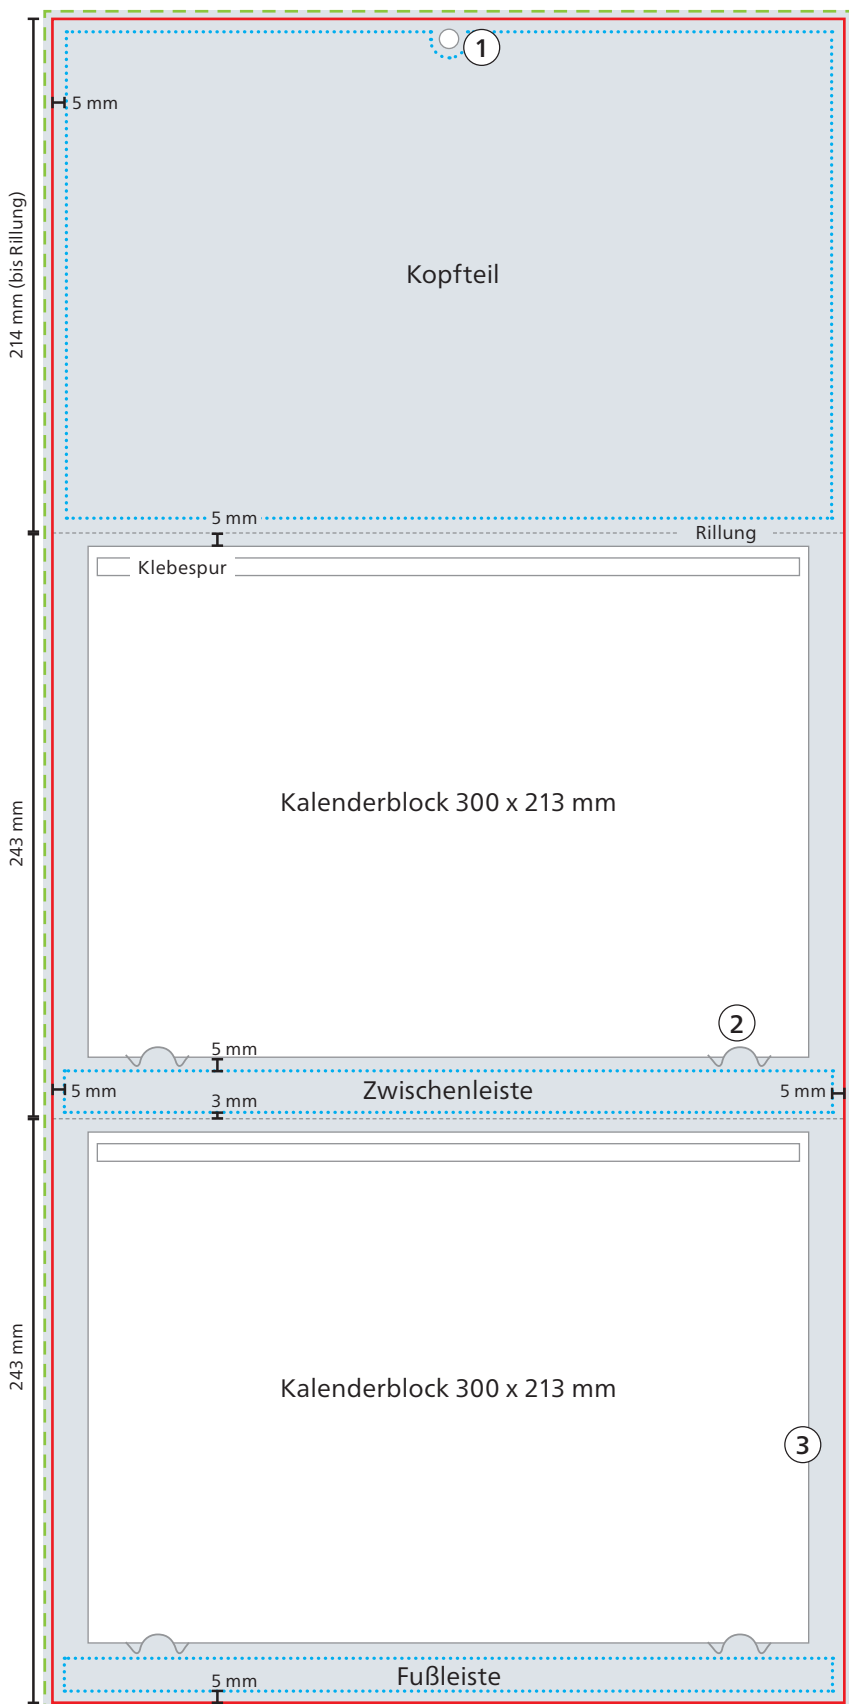 1
5 mm
214 mm (bis Rillung)
Kopfteil
5 mm
Rillung
Klebespur
243 mm
Kalenderblock 300 x 213 mm
2
5 mm
5 mm
Zwischenleiste
5 mm
3 mm
243 mm
Kalenderblock 300 x 213 mm
3
Fußleiste
5 mm